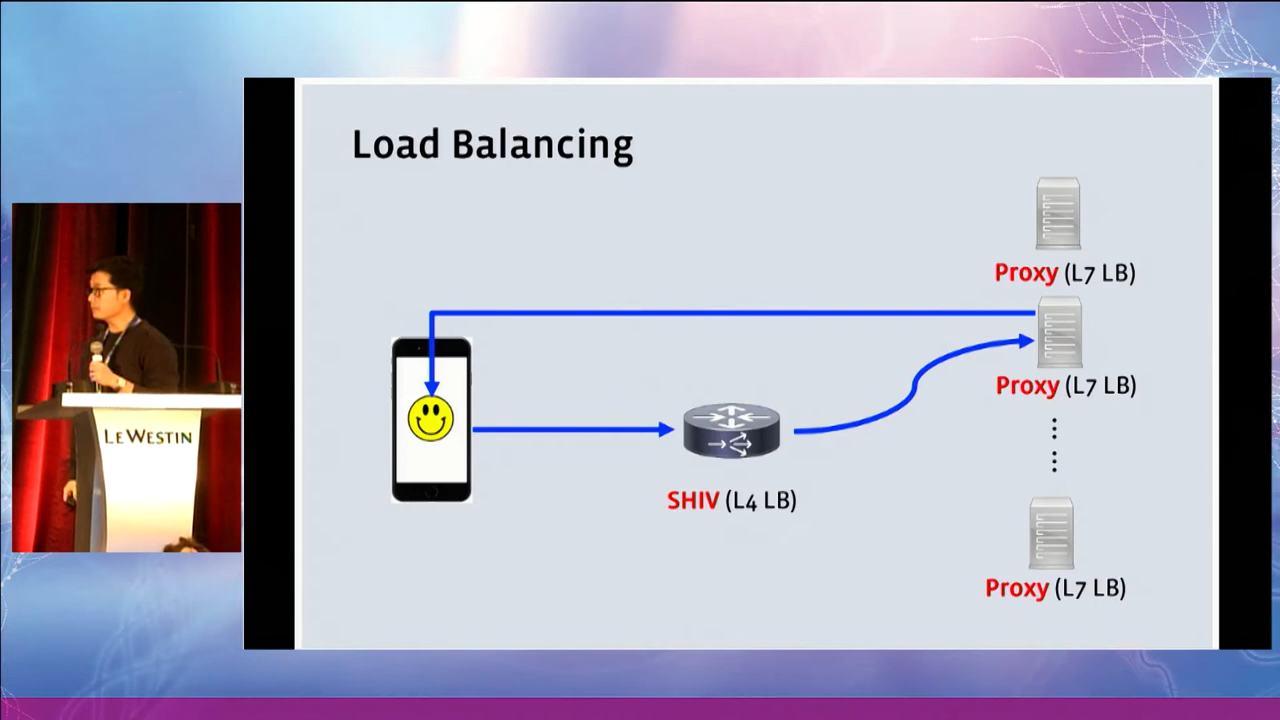 Load Balancing
Proxy (L7 LB)
Proxy (L7 LB)
SHIV (L4 LB)
Proxy (L7 LB)
LE WESTIN